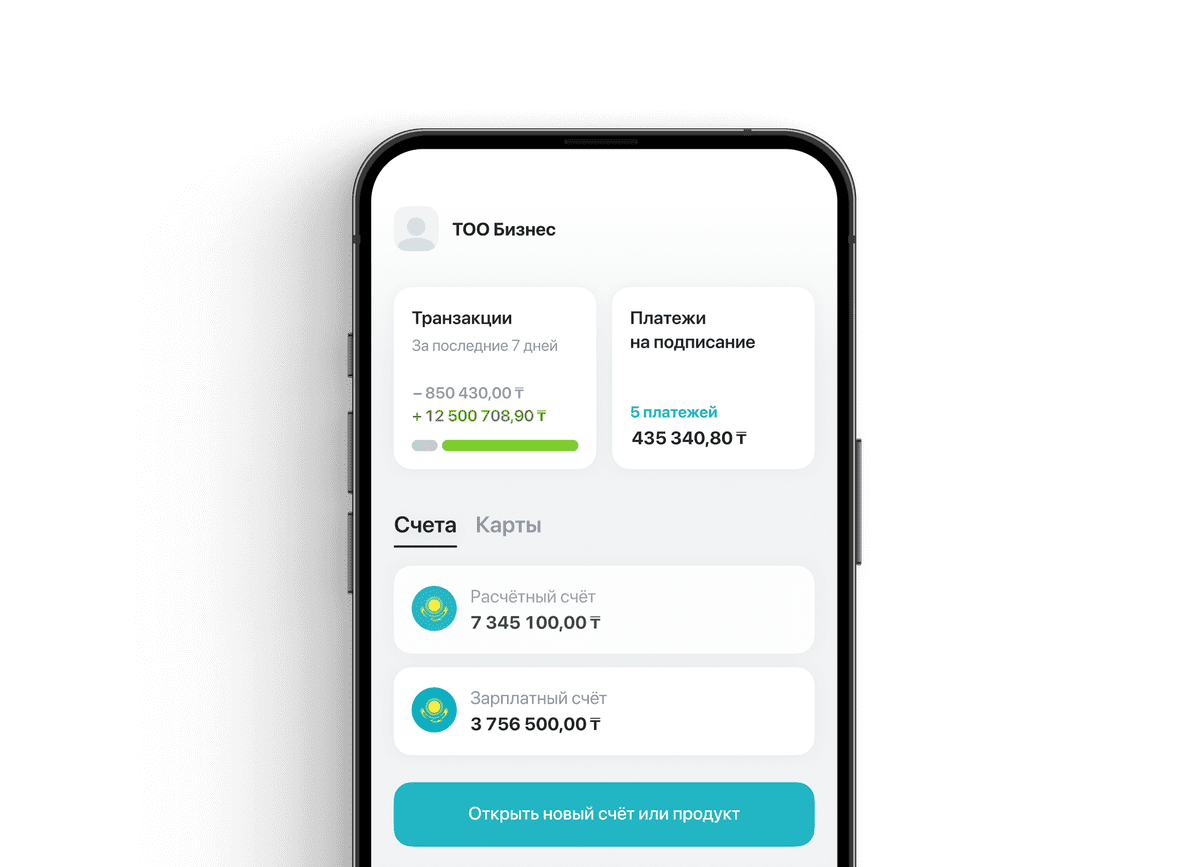 ТОО Бизнес
Транзакции
За последние 7 дней
– 850 430,00 ₸
+ 12 500 708,90 ₸
Платежи
на подписание
5 платежей
435 340,80 ₸
Счета
Карты
Расчётный счёт
7 345 100,00 ₸
Зарплатный счёт
3 756 500,00 ₸
Открыть новый счёт или продукт